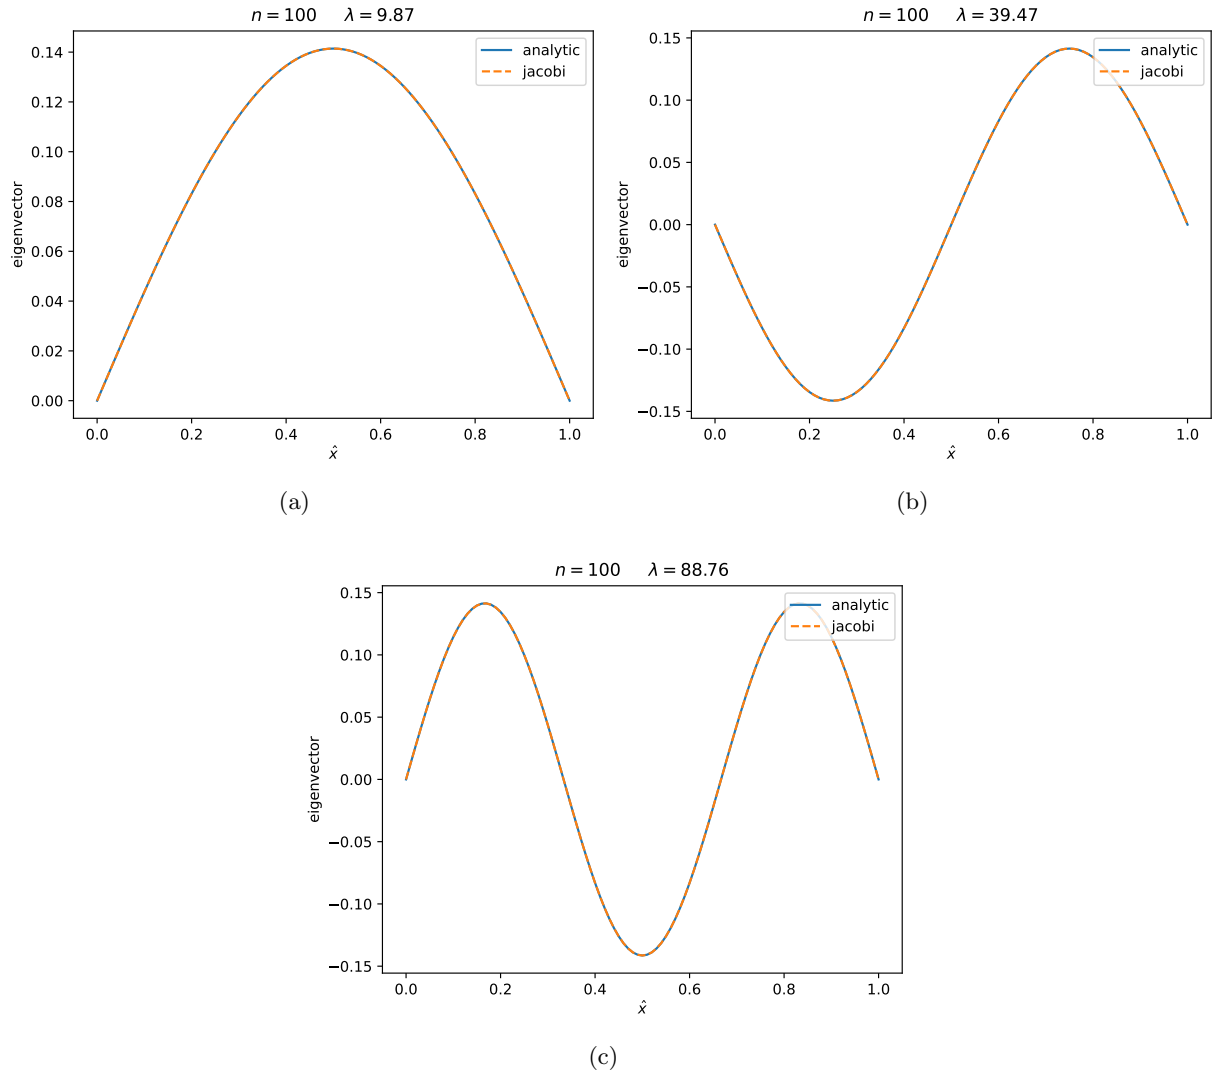 n = 100 λ = 9.87
analytic
jacobi
0.14
0.12
0.10
0.08
0.06
0.04
0.02
0.00
eigenvector
0.0 0.2 0.4 0.6 0.8 1.0
x̂
(a)
n = 100 λ = 39.47
analytic
jacobi
0.15
0.10
0.05
0.00
−0.05
−0.10
−0.15
eigenvector
0.0 0.2 0.4 0.6 0.8 1.0
x̂
(b)
n = 100 λ = 88.76
analytic
jacobi
0.15
0.10
0.05
0.00
−0.05
−0.10
−0.15
eigenvector
0.0 0.2 0.4 0.6 0.8 1.0
x̂
(c)